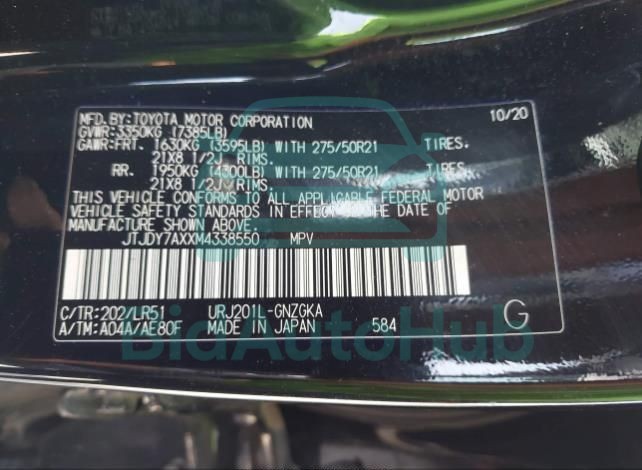 MFD.BY:TOYOTA MOTOR CORPORATION 10/20
GVWR:3350KG (7385LB)
GAWR:FRT. 1630KG (3595LB) WITH 275/50R21 TIRES.
21X8 1/2J RIMS.
RR. 1950KG (4300LB) WITH 275/50R21 TIRES.
21X8 1/2J RIMS.
THIS VEHICLE CONFORMS TO ALL APPLICABLE FEDERAL MOTOR
VEHICLE SAFETY STANDARDS IN EFFECT ON THE DATE OF
MANUFACTURE SHOWN ABOVE.
JTJDY7AXXM4338550 MPV
C/TR:202/LR51 URJ201L-GNZGKA
A/TM:A04A/AE80F MADE IN JAPAN 584 G
BidAutoHub